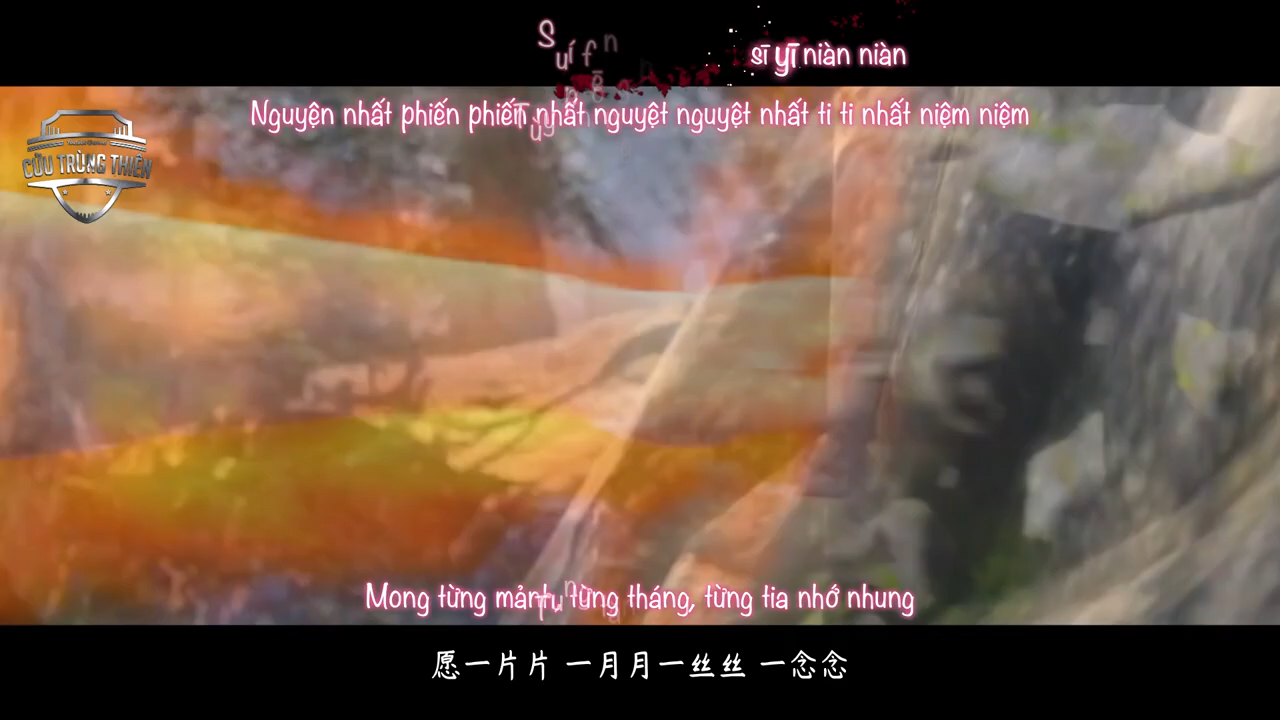 sī yī niàn niàn
Nguyện nhất phiến phiến nhất nguyệt nguyệt nhất ti ti nhất niệm niệm
CỬU TRÙNG THIÊN
Mong từng mảnh, từng tháng, từng tia nhớ nhung
愿一片片 一月月一丝丝 一念念